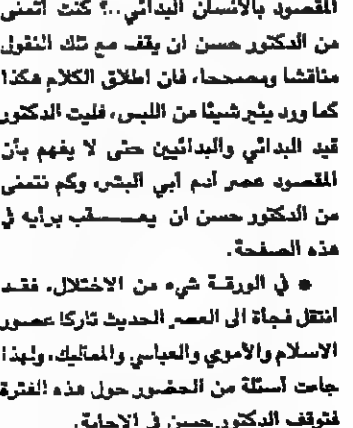 المقصود بالانسان البدائي..؟ كنت أتمنى
من الدكتور حسن ان يقف مع تلك النقول
مناقشا ومصححا، فان اطلاق الكلام هكذا
كما ورد يثير شيئا من اللبس، فليت الدكتور
قيد البدائي والبدائيين حتى لا يفهم بأن
المقصود عصر آدم أبي البشر، وكم نتمنى
من الدكتور حسن ان يعـــــقب برأيه في
هذه الصفحة.
● في الورقة شيء من الاختلال. فقد
انتقل فجأة الى العصر الحديث تاركا عصور
الاسلام والأموي والعباسي والمماليك. ولهذا
جاءت أسئلة من الحضور حول هذه الفترة
فتوقف الدكتور حسن في الاجابة.